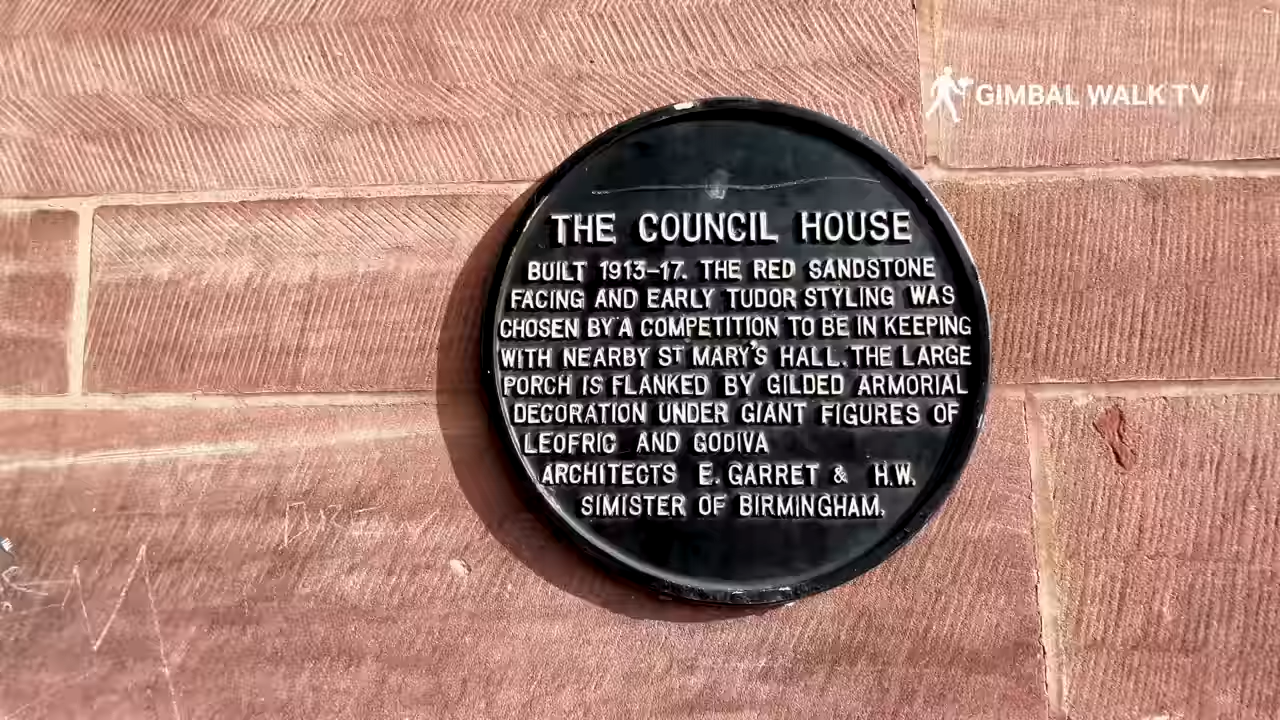 GIMBAL WALK TV
THE COUNCIL HOUSE
BUILT 1913-17. THE RED SANDSTONE
FACING AND EARLY TUDOR STYLING WAS
CHOSEN BY A COMPETITION TO BE IN KEEPING
WITH NEARBY ST MARY'S HALL. THE LARGE
PORCH IS FLANKED BY GILDED ARMORIAL
DECORATION UNDER GIANT FIGURES OF
LEOFRIC AND GODIVA
ARCHITECTS E. GARRET & H.W.
SIMISTER OF BIRMINGHAM,